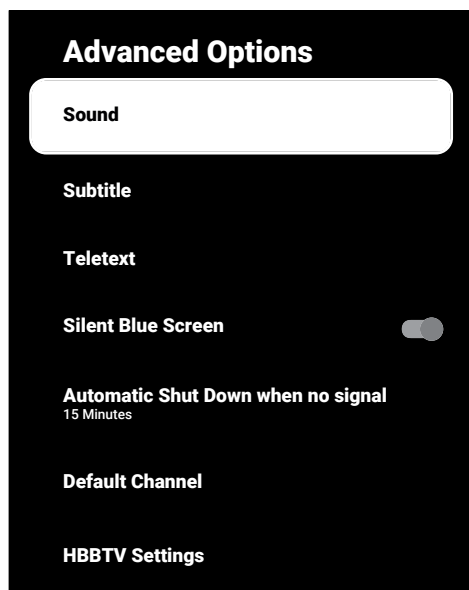 Advanced Options
Sound
Subtitle
Teletext
Silent Blue Screen
Automatic Shut Down when no signal
15 Minutes
Default Channel
HBBTV Settings